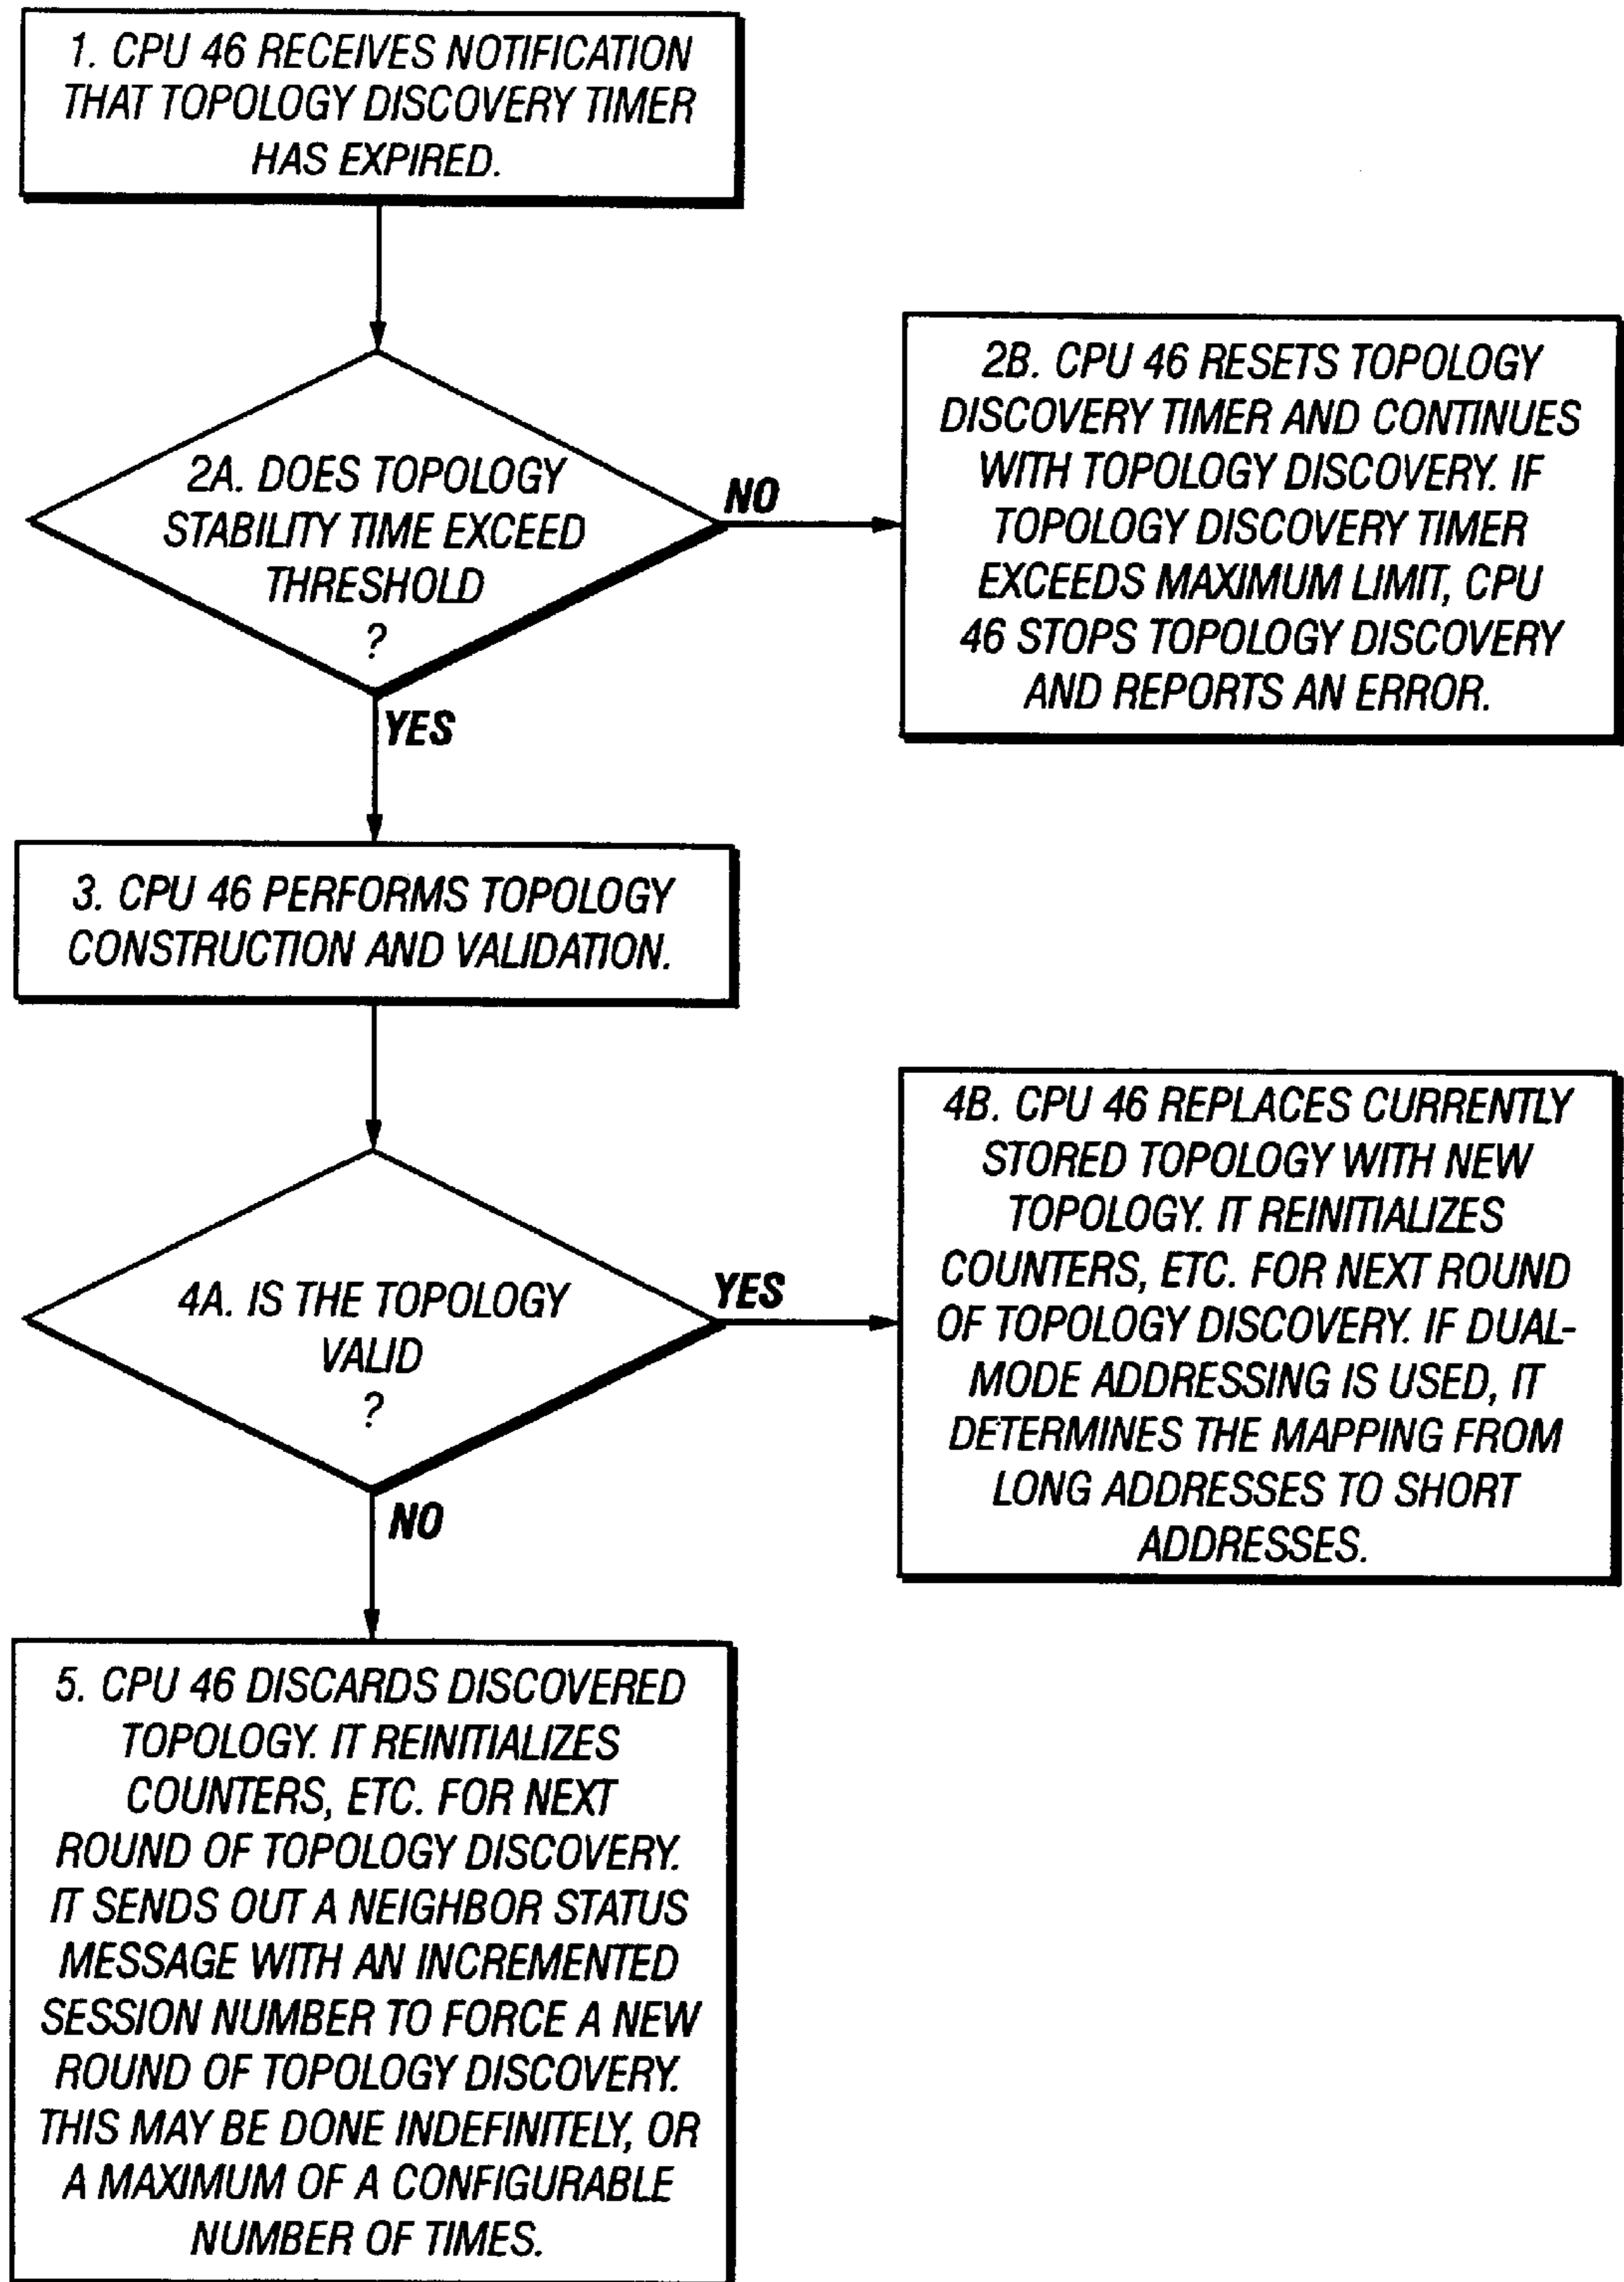 1. CPU 46 RECEIVES NOTIFICATION
THAT TOPOLOGY DISCOVERY TIMER
HAS EXPIRED.
2A. DOES TOPOLOGY
STABILITY TIME EXCEED
THRESHOLD
?
NO
2B. CPU 46 RESETS TOPOLOGY
DISCOVERY TIMER AND CONTINUES
WITH TOPOLOGY DISCOVERY. IF
TOPOLOGY DISCOVERY TIMER
EXCEEDS MAXIMUM LIMIT, CPU
46 STOPS TOPOLOGY DISCOVERY
AND REPORTS AN ERROR.
YES
3. CPU 46 PERFORMS TOPOLOGY
CONSTRUCTION AND VALIDATION.
4A. IS THE TOPOLOGY
VALID
?
YES
4B. CPU 46 REPLACES CURRENTLY
STORED TOPOLOGY WITH NEW
TOPOLOGY. IT REINITIALIZES
COUNTERS, ETC. FOR NEXT ROUND
OF TOPOLOGY DISCOVERY. IF DUAL-
MODE ADDRESSING IS USED, IT
DETERMINES THE MAPPING FROM
LONG ADDRESSES TO SHORT
ADDRESSES.
NO
5. CPU 46 DISCARDS DISCOVERED
TOPOLOGY. IT REINITIALIZES
COUNTERS, ETC. FOR NEXT
ROUND OF TOPOLOGY DISCOVERY.
IT SENDS OUT A NEIGHBOR STATUS
MESSAGE WITH AN INCREMENTED
SESSION NUMBER TO FORCE A NEW
ROUND OF TOPOLOGY DISCOVERY.
THIS MAY BE DONE INDEFINITELY, OR
A MAXIMUM OF A CONFIGURABLE
NUMBER OF TIMES.